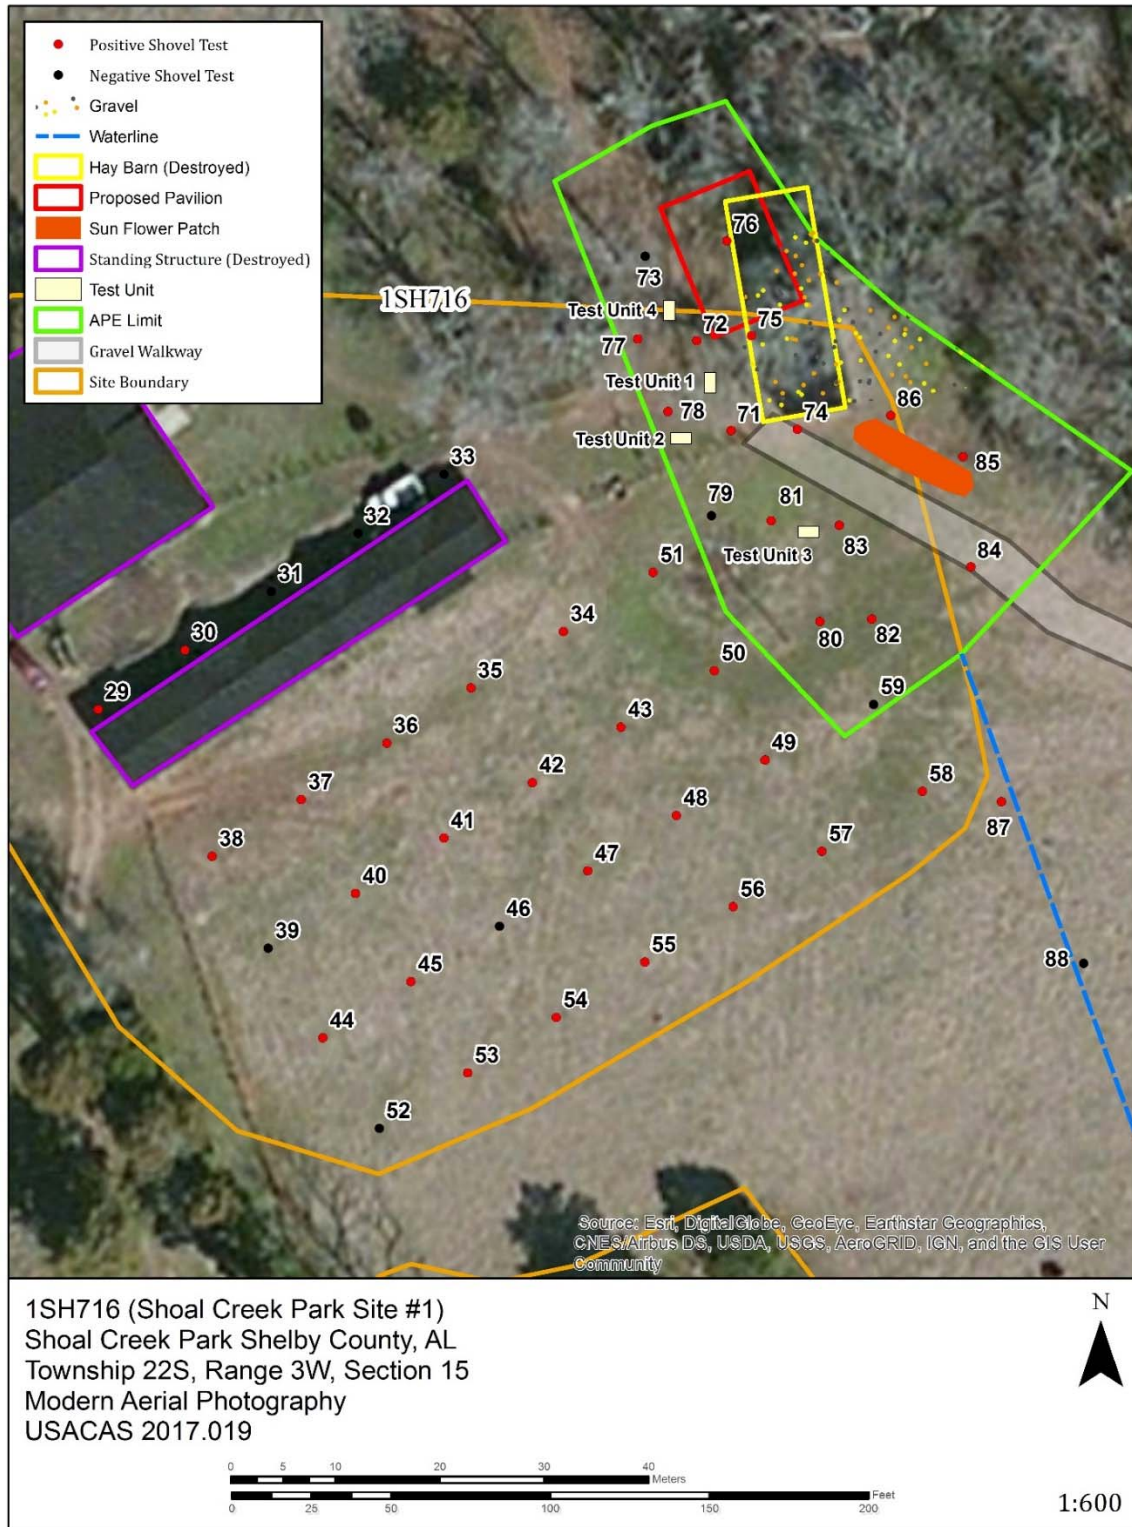 Positive Shovel Test
Negative Shovel Test
Gravel
Waterline
Hay Barn (Destroyed)
Proposed Pavilion
Sun Flower Patch
Standing Structure (Destroyed)
Test Unit
APE Limit
Gravel Walkway
Site Boundary
1SH716
76
73
Test Unit 4
72
75
77
Test Unit 1
78
71
74
86
Test Unit 2
85
33
79
81
32
83
Test Unit 3
84
51
31
34
30
80
82
50
35
59
29
43
36
49
42
58
37
48
87
41
57
38
47
40
56
46
39
55
88
45
54
44
53
52
Source: Esri, DigitalGlobe, GeoEye, Earthstar Geographics,
CNES/Airbus DS, USDA, USGS, AeroGRID, IGN, and the GIS User
Community
1SH716 (Shoal Creek Park Site #1)
Shoal Creek Park Shelby County, AL
Township 22S, Range 3W, Section 15
Modern Aerial Photography
USACAS 2017.019
N
0 5 10 20 30 40
Meters
Feet
0 25 50 100 150 200
1:600